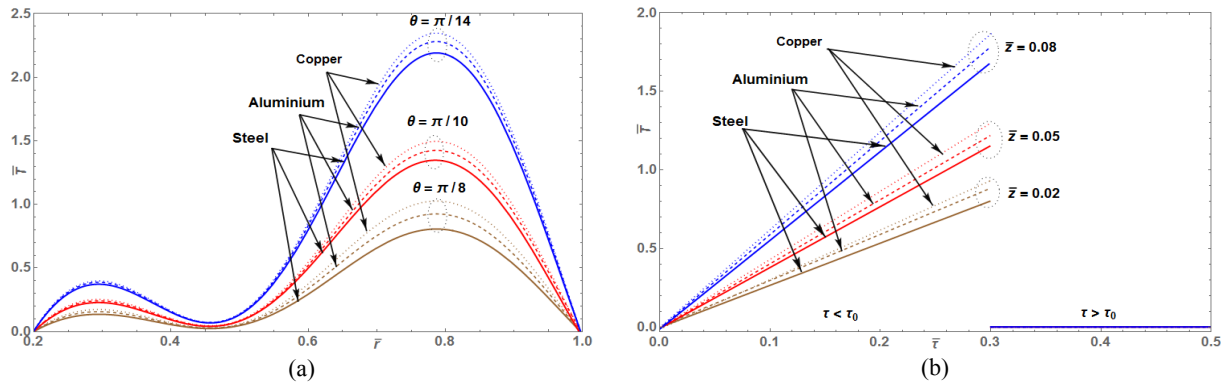 2.5
2.0
1.5
1.0
0.5
0.0
T̅
θ = π / 14
Copper
Aluminium
Steel
θ = π / 10
θ = π / 8
0.2
0.4
0.6
0.8
1.0
r̅
(a)
2.0
1.5
1.0
0.5
0.0
T̅
Copper
Aluminium
Steel
z̅ = 0.08
z̅ = 0.05
z̅ = 0.02
τ < τ₀
τ > τ₀
0.0
0.1
0.2
0.3
0.4
0.5
τ̅
(b)